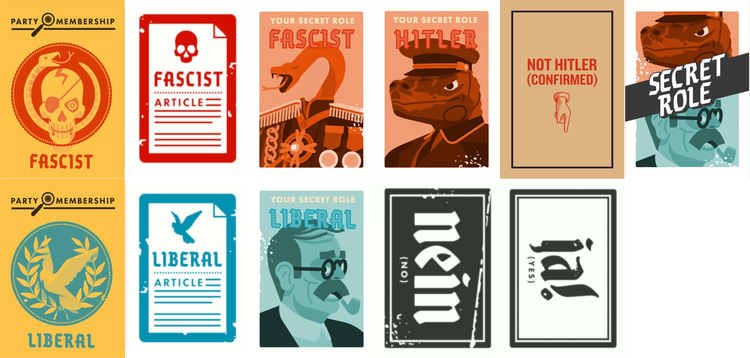 PARTY MEMBERSHIP
FASCIST
FASCIST
ARTICLE
YOUR SECRET ROLE
FASCIST
YOUR SECRET ROLE
HITLER
NOT HITLER
(CONFIRMED)
SECRET
ROLE
PARTY MEMBERSHIP
LIBERAL
LIBERAL
ARTICLE
YOUR SECRET ROLE
LIBERAL
nein
(NO)
ja!
(YES)